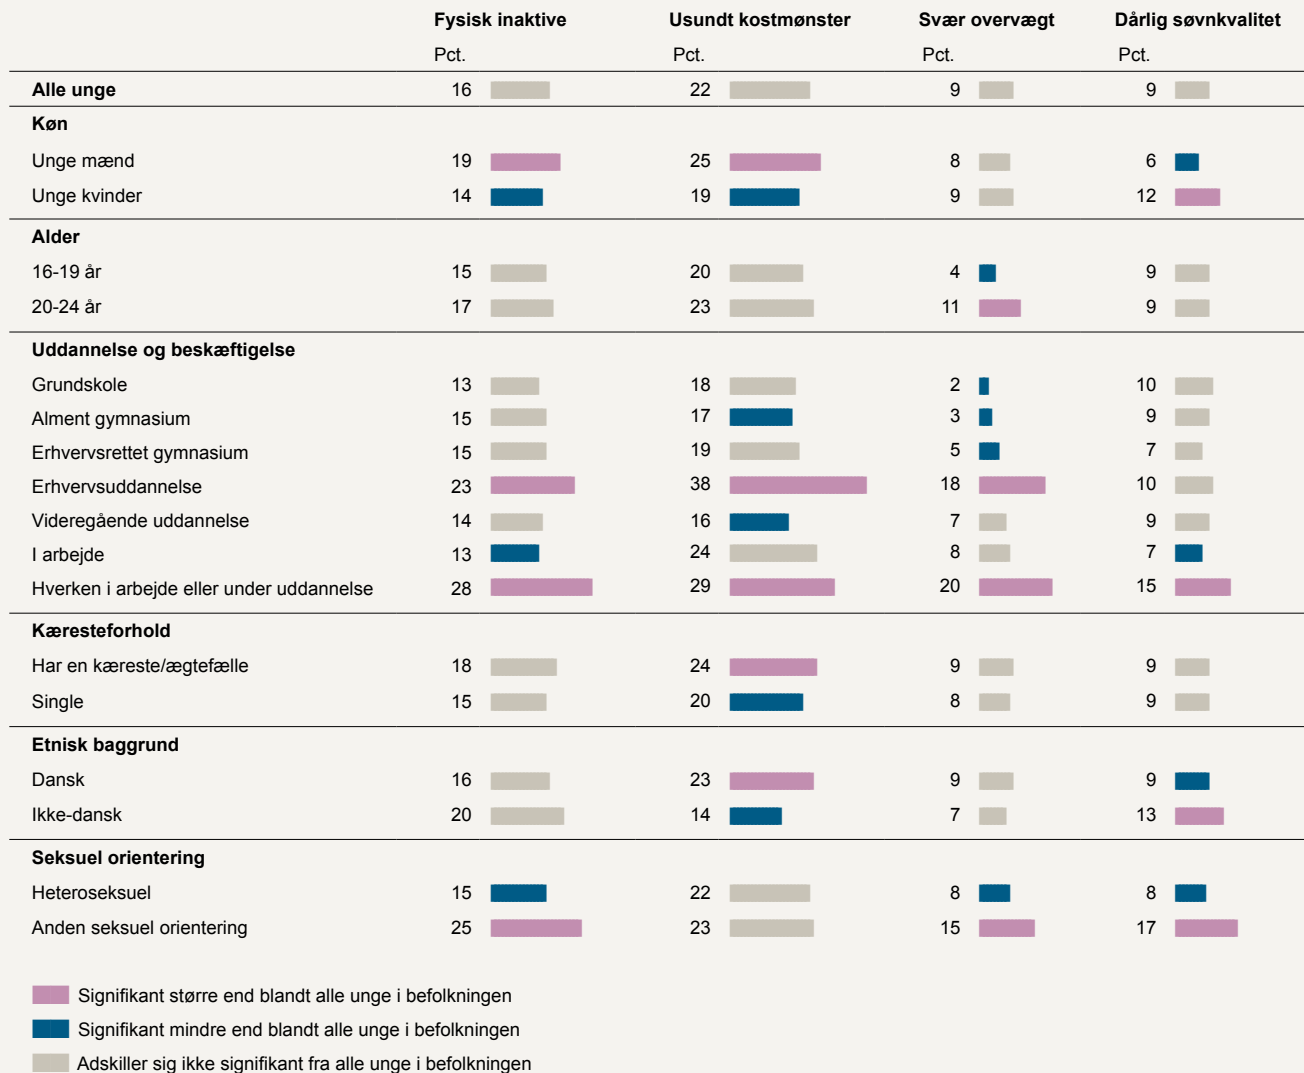 Fysisk inaktive Usundt kostmønster Svær overvægt Dårlig søvnkvalitet
Pct. Pct. Pct. Pct.
Alle unge 16 22 9 9
Køn
Unge mænd 19 25 8 6
Unge kvinder 14 19 9 12
Alder
16-19 år 15 20 4 9
20-24 år 17 23 11 9
Uddannelse og beskæftigelse
Grundskole 13 18 2 10
Alment gymnasium 15 17 3 9
Erhvervsrettet gymnasium 15 19 5 7
Erhvervsuddannelse 23 38 18 10
Videregående uddannelse 14 16 7 9
I arbejde 13 24 8 7
Hverken i arbejde eller under uddannelse 28 29 20 15
Kæresteforhold
Har en kæreste/ægtefælle 18 24 9 9
Single 15 20 8 9
Etnisk baggrund
Dansk 16 23 9 9
Ikke-dansk 20 14 7 13
Seksuel orientering
Heteroseksuel 15 22 8 8
Anden seksuel orientering 25 23 15 17
Signifikant større end blandt alle unge i befolkningen
Signifikant mindre end blandt alle unge i befolkningen
Adskiller sig ikke signifikant fra alle unge i befolkningen